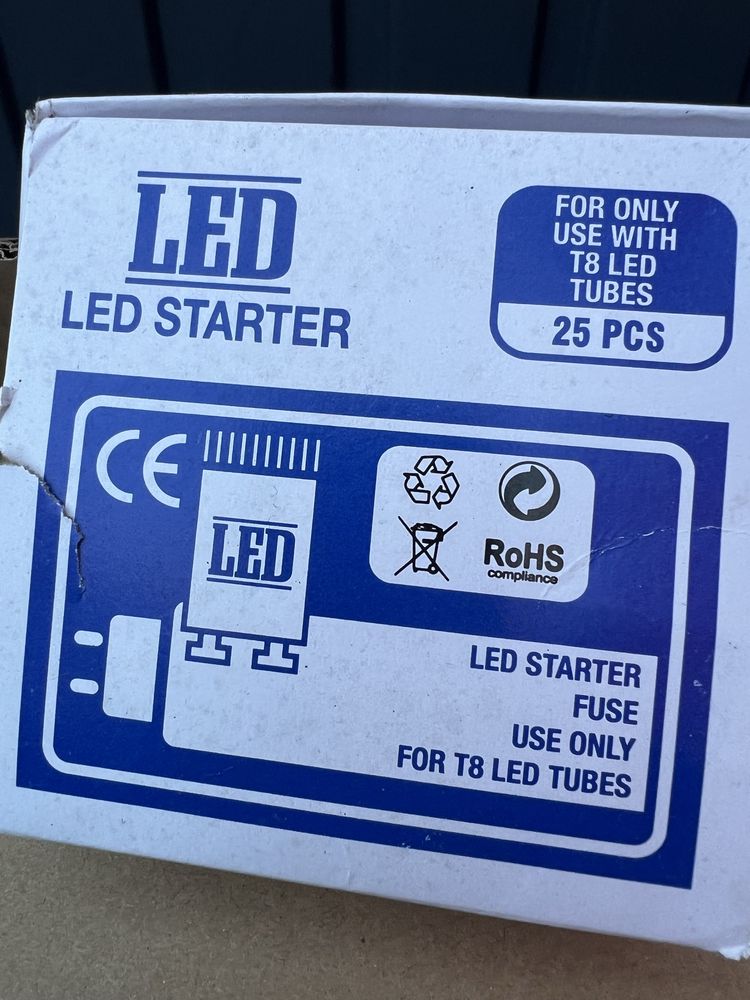 LED
LED STARTER
FOR ONLY
USE WITH
T8 LED
TUBES
25 PCS
CE
LED
RoHS
compliance
LED STARTER
FUSE
USE ONLY
FOR T8 LED TUBES